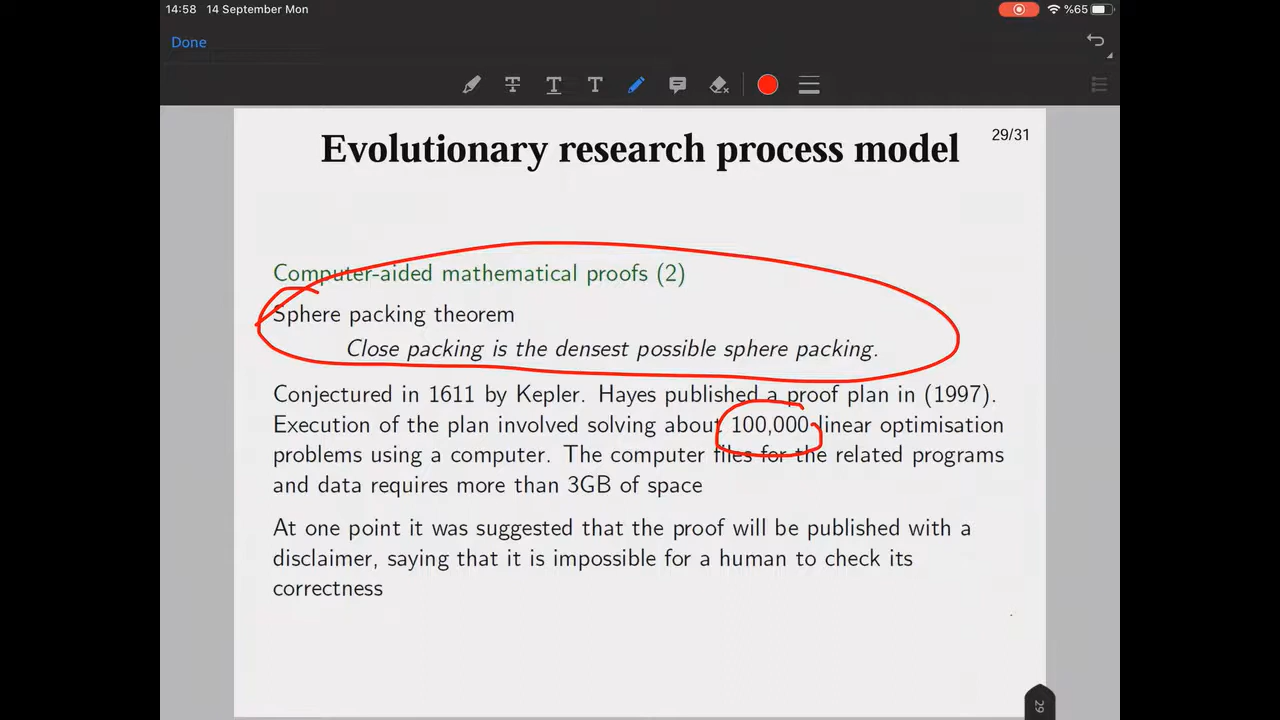 14:58 14 September Mon
%65
Done
Evolutionary research process model
29/31
Computer-aided mathematical proofs (2)
Sphere packing theorem
Close packing is the densest possible sphere packing.
Conjectured in 1611 by Kepler. Hayes published a proof plan in (1997).
Execution of the plan involved solving about 100,000 linear optimisation
problems using a computer. The computer files for the related programs
and data requires more than 3GB of space
At one point it was suggested that the proof will be published with a
disclaimer, saying that it is impossible for a human to check its
correctness
29